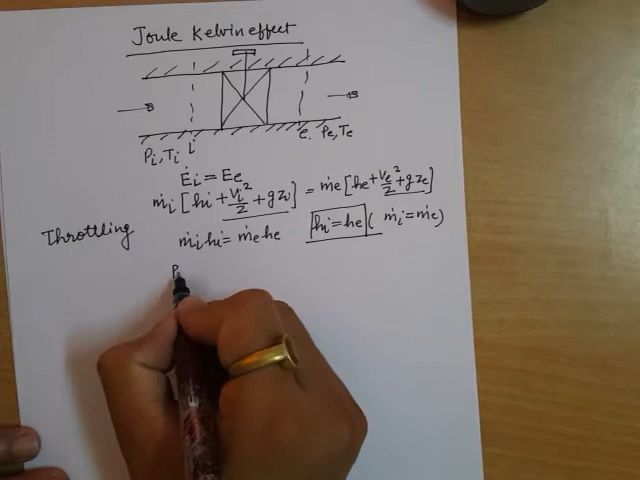 Joule Kelvin effect
Pi, Ti
i
e.
Pe, Te
Ėi = Ėe
ṁi [hi + Vi²/2 + gzi] = ṁe [he + Ve²/2 + gze]
Throttling
ṁi hi = ṁe he
hi = he (ṁi = ṁe)
P